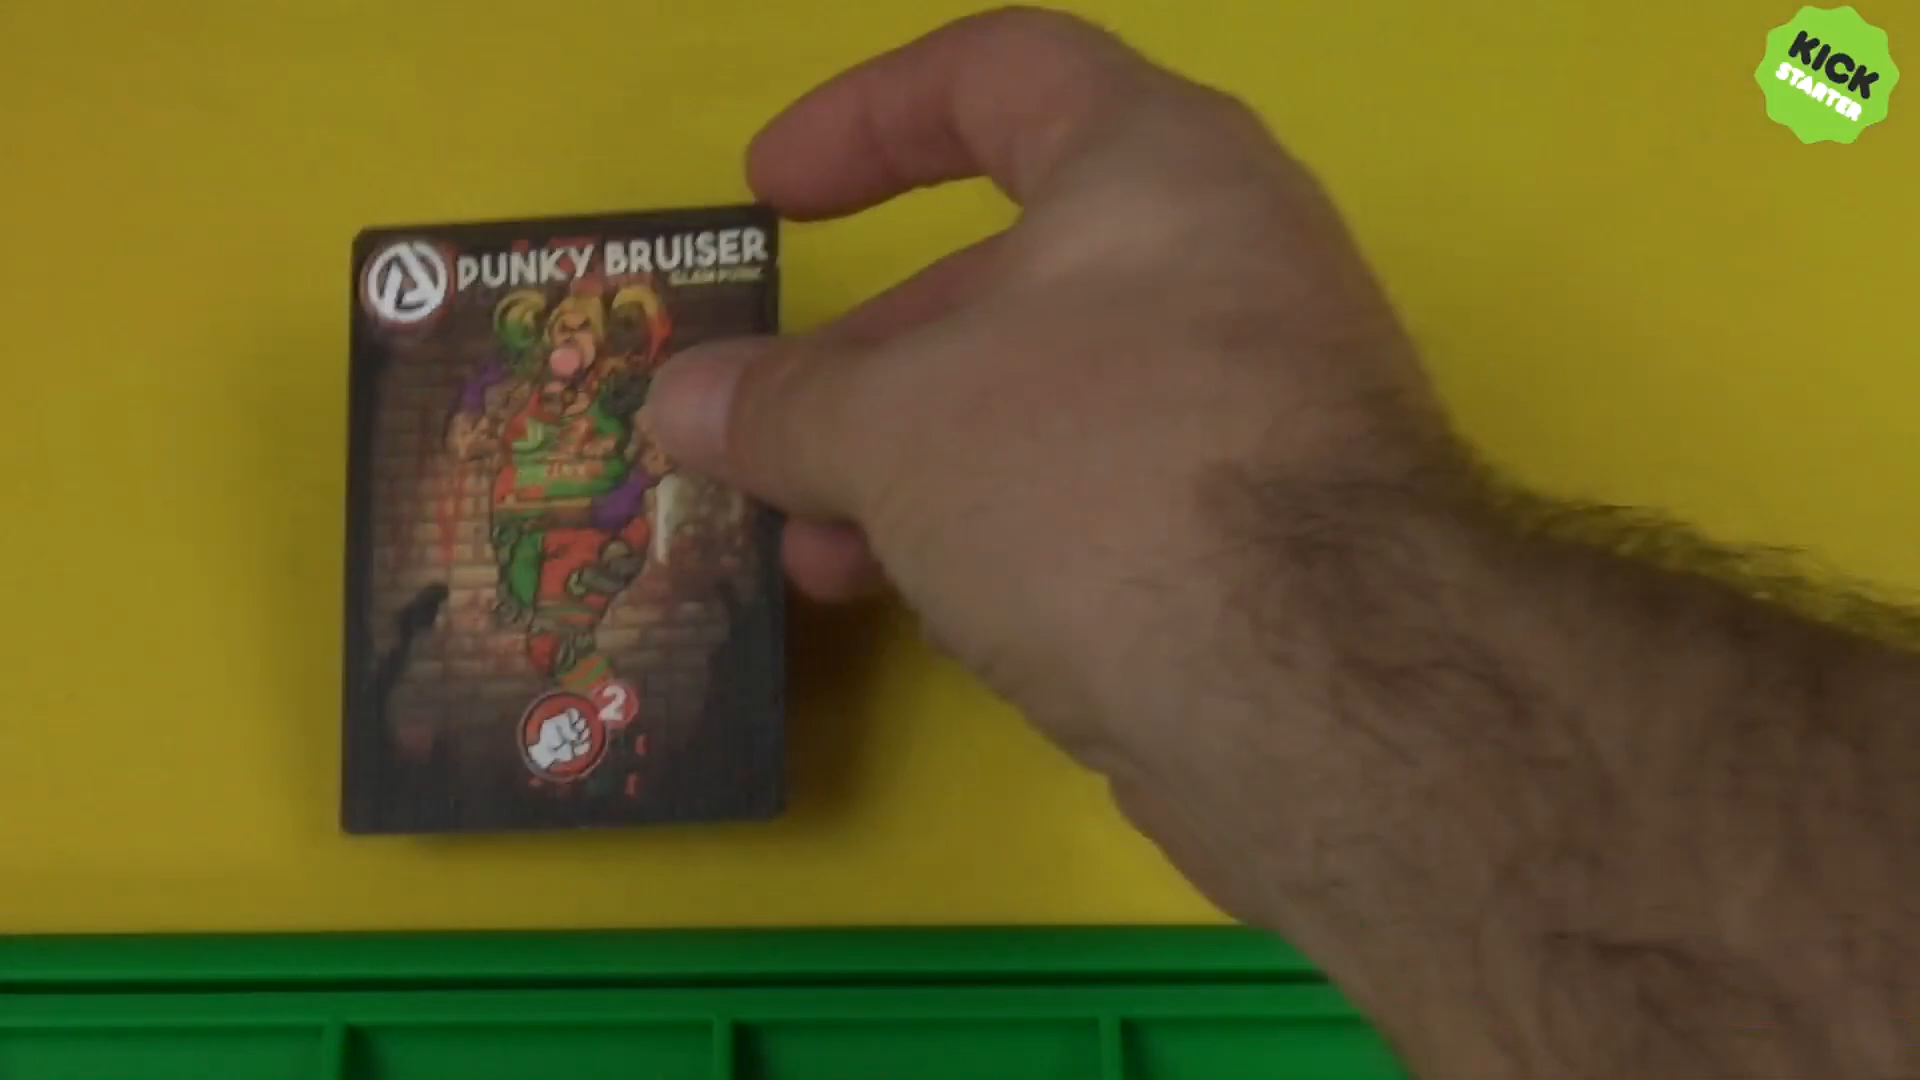 KICK
STARTER
PUNKY BRUISER
GLAM PUNK
2